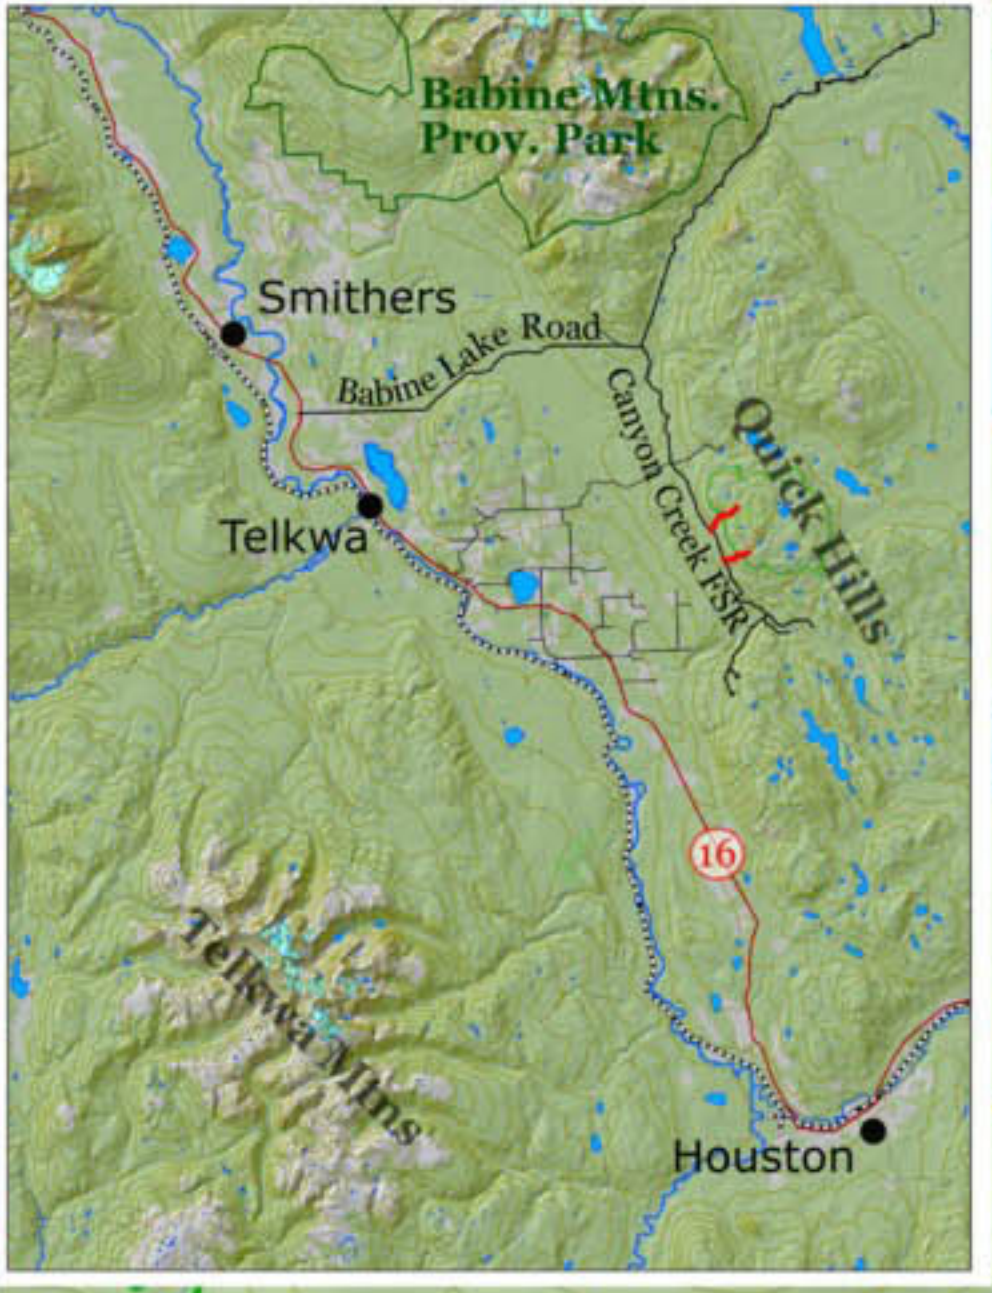 Babine Mtns.
Prov. Park
Smithers
Babine Lake Road
Canyon Creek FSR
Quick Hills
Telkwa
16
Telkwa Mtns
Houston